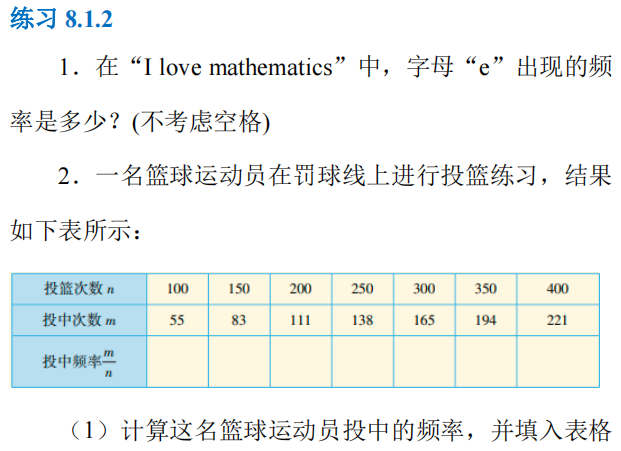 练习 8.1.2
1．在“I love mathematics”中，字母“e”出现的频
率是多少？(不考虑空格)
2．一名篮球运动员在罚球线上进行投篮练习，结果
如下表所示：
投篮次数 n 100 150 200 250 300 350 400
投中次数 m 55 83 111 138 165 194 221
投中频率 m/n
（1）计算这名篮球运动员投中的频率，并填入表格